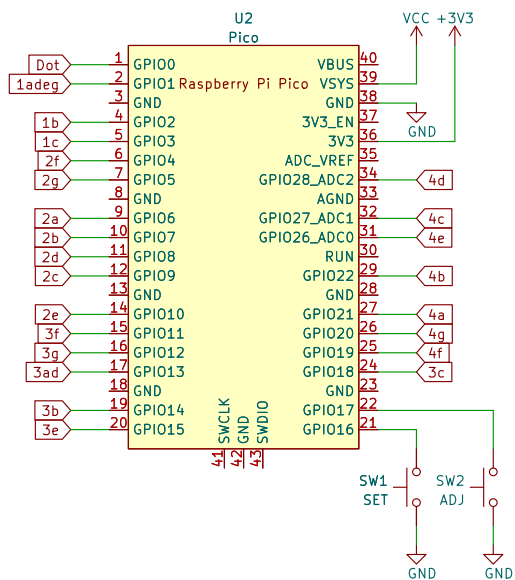 U2
Pico
VCC +3V3
Dot 1 GPIO0 VBUS 40
1adeg 2 GPIO1 Raspberry Pi Pico VSYS 39
3 GND GND 38
GND
1b 4 GPIO2 3V3_EN 37
1c 5 GPIO3 3V3 36
2f 6 GPIO4 ADC_VREF 35
2g 7 GPIO5 GPIO28_ADC2 34 4d
8 GND AGND 33
2a 9 GPIO6 GPIO27_ADC1 32 4c
2b 10 GPIO7 GPIO26_ADC0 31 4e
2d 11 GPIO8 RUN 30
2c 12 GPIO9 GPIO22 29 4b
13 GND GND 28
2e 14 GPIO10 GPIO21 27 4a
3f 15 GPIO11 GPIO20 26 4g
3g 16 GPIO12 GPIO19 25 4f
3ad 17 GPIO13 GPIO18 24 3c
18 GND GND 23
3b 19 GPIO14 GPIO17 22
3e 20 GPIO15 GPIO16 21
SWCLK GND SWDIO
41 42 43
SW1 SW2
SET ADJ
GND GND